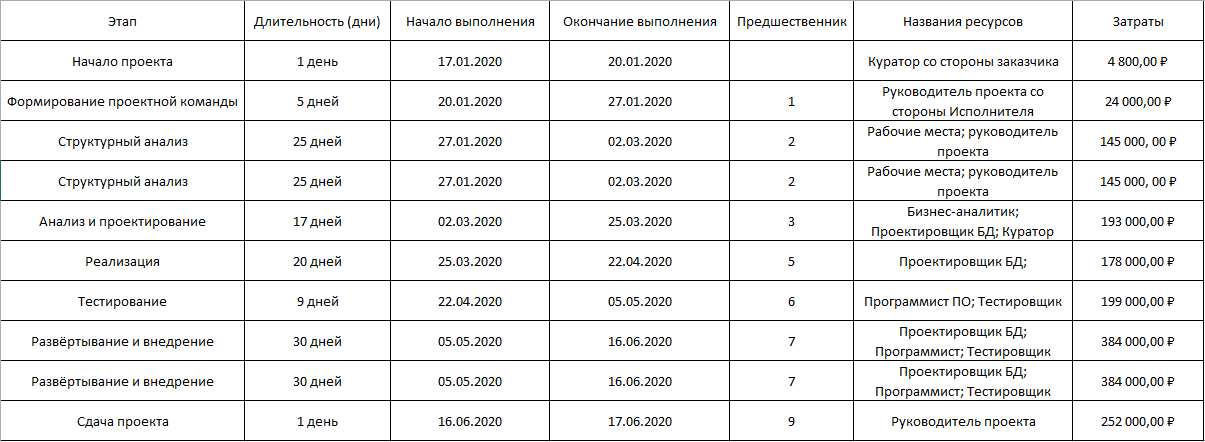 Этап Длительность (дни) Начало выполнения Окончание выполнения Предшественник Названия ресурсов Затраты
Начало проекта 1 день 17.01.2020 20.01.2020 Куратор со стороны заказчика 4 800,00 ₽
Формирование проектной команды 5 дней 20.01.2020 27.01.2020 1 Руководитель проекта со
стороны Исполнителя 24 000,00 ₽
Структурный анализ 25 дней 27.01.2020 02.03.2020 2 Рабочие места; руководитель
проекта 145 000, 00 ₽
Структурный анализ 25 дней 27.01.2020 02.03.2020 2 Рабочие места; руководитель
проекта 145 000, 00 ₽
Анализ и проектирование 17 дней 02.03.2020 25.03.2020 3 Бизнес-аналитик;
Проектировщик БД; Куратор 193 000,00 ₽
Реализация 20 дней 25.03.2020 22.04.2020 5 Проектировщик БД; 178 000,00 ₽
Тестирование 9 дней 22.04.2020 05.05.2020 6 Программист ПО; Тестировщик 199 000,00 ₽
Развёртывание и внедрение 30 дней 05.05.2020 16.06.2020 7 Проектировщик БД;
Программист; Тестировщик 384 000,00 ₽
Развёртывание и внедрение 30 дней 05.05.2020 16.06.2020 7 Проектировщик БД;
Программист; Тестировщик 384 000,00 ₽
Сдача проекта 1 день 16.06.2020 17.06.2020 9 Руководитель проекта 252 000,00 ₽